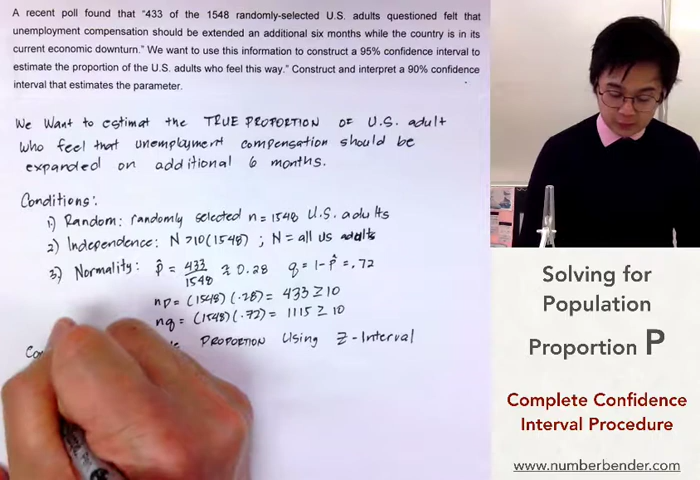 A recent poll found that “433 of the 1548 randomly-selected U.S. adults questioned felt that
unemployment compensation should be extended an additional six months while the country is in its
current economic downturn.” We want to use this information to construct a 95% confidence interval to
estimate the proportion of the U.S. adults who feel this way.” Construct and interpret a 90% confidence
interval that estimates the parameter.
We Want to estimat the TRUE PROPORTION OF U.S. adult
who feel that unemployment compensation should be
expanded on additional 6 months.
Conditions:
1) Random: randomly selected n = 1548 U.S. adults
2) Independence: N > 10(1548) ; N = all us adults
3) Normality: p̂ = 433/1548 ≈ 0.28 q = 1 - p̂ = .72
np = (1548)(.28) = 433 ≥ 10
nq = (1548)(.72) = 1115 ≥ 10
PROPORTION Using Z-Interval
Solving for
Population
Proportion P
Complete Confidence
Interval Procedure
www.numberbender.com